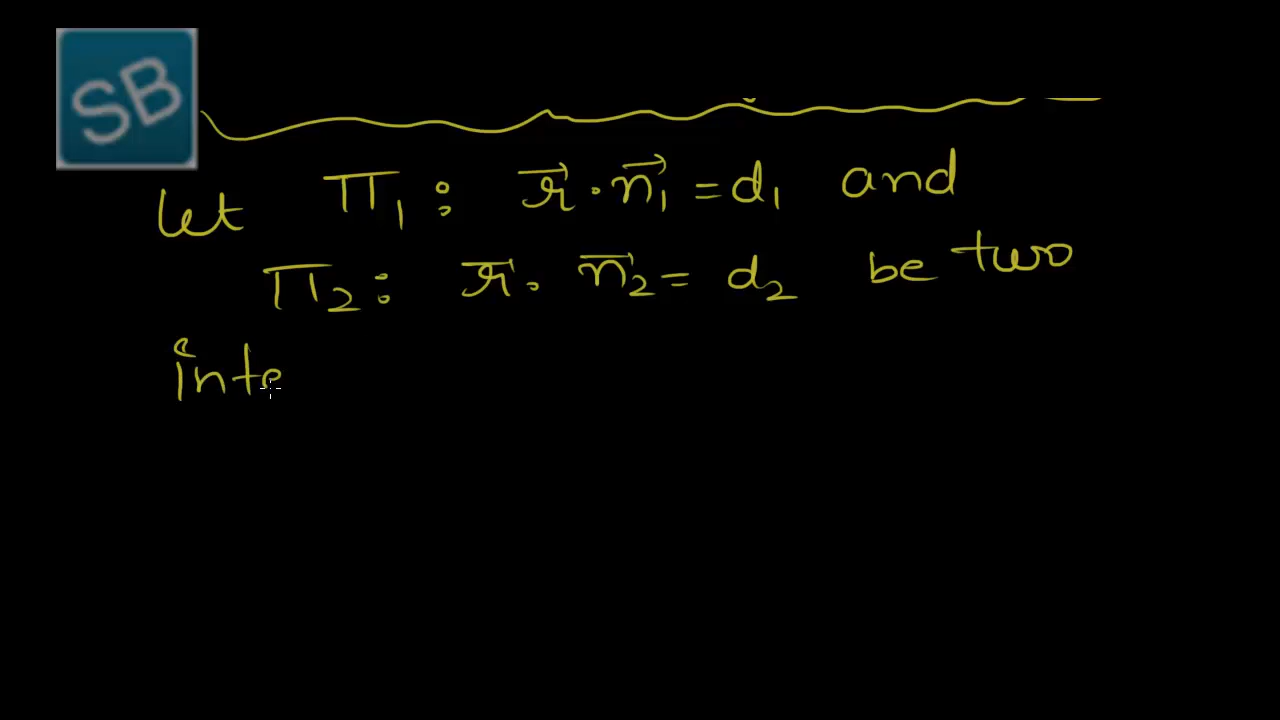 SB
Let π₁ : r⃗ · n⃗₁ = d₁ and
π₂ : r⃗ · n⃗₂ = d₂ be two
inte